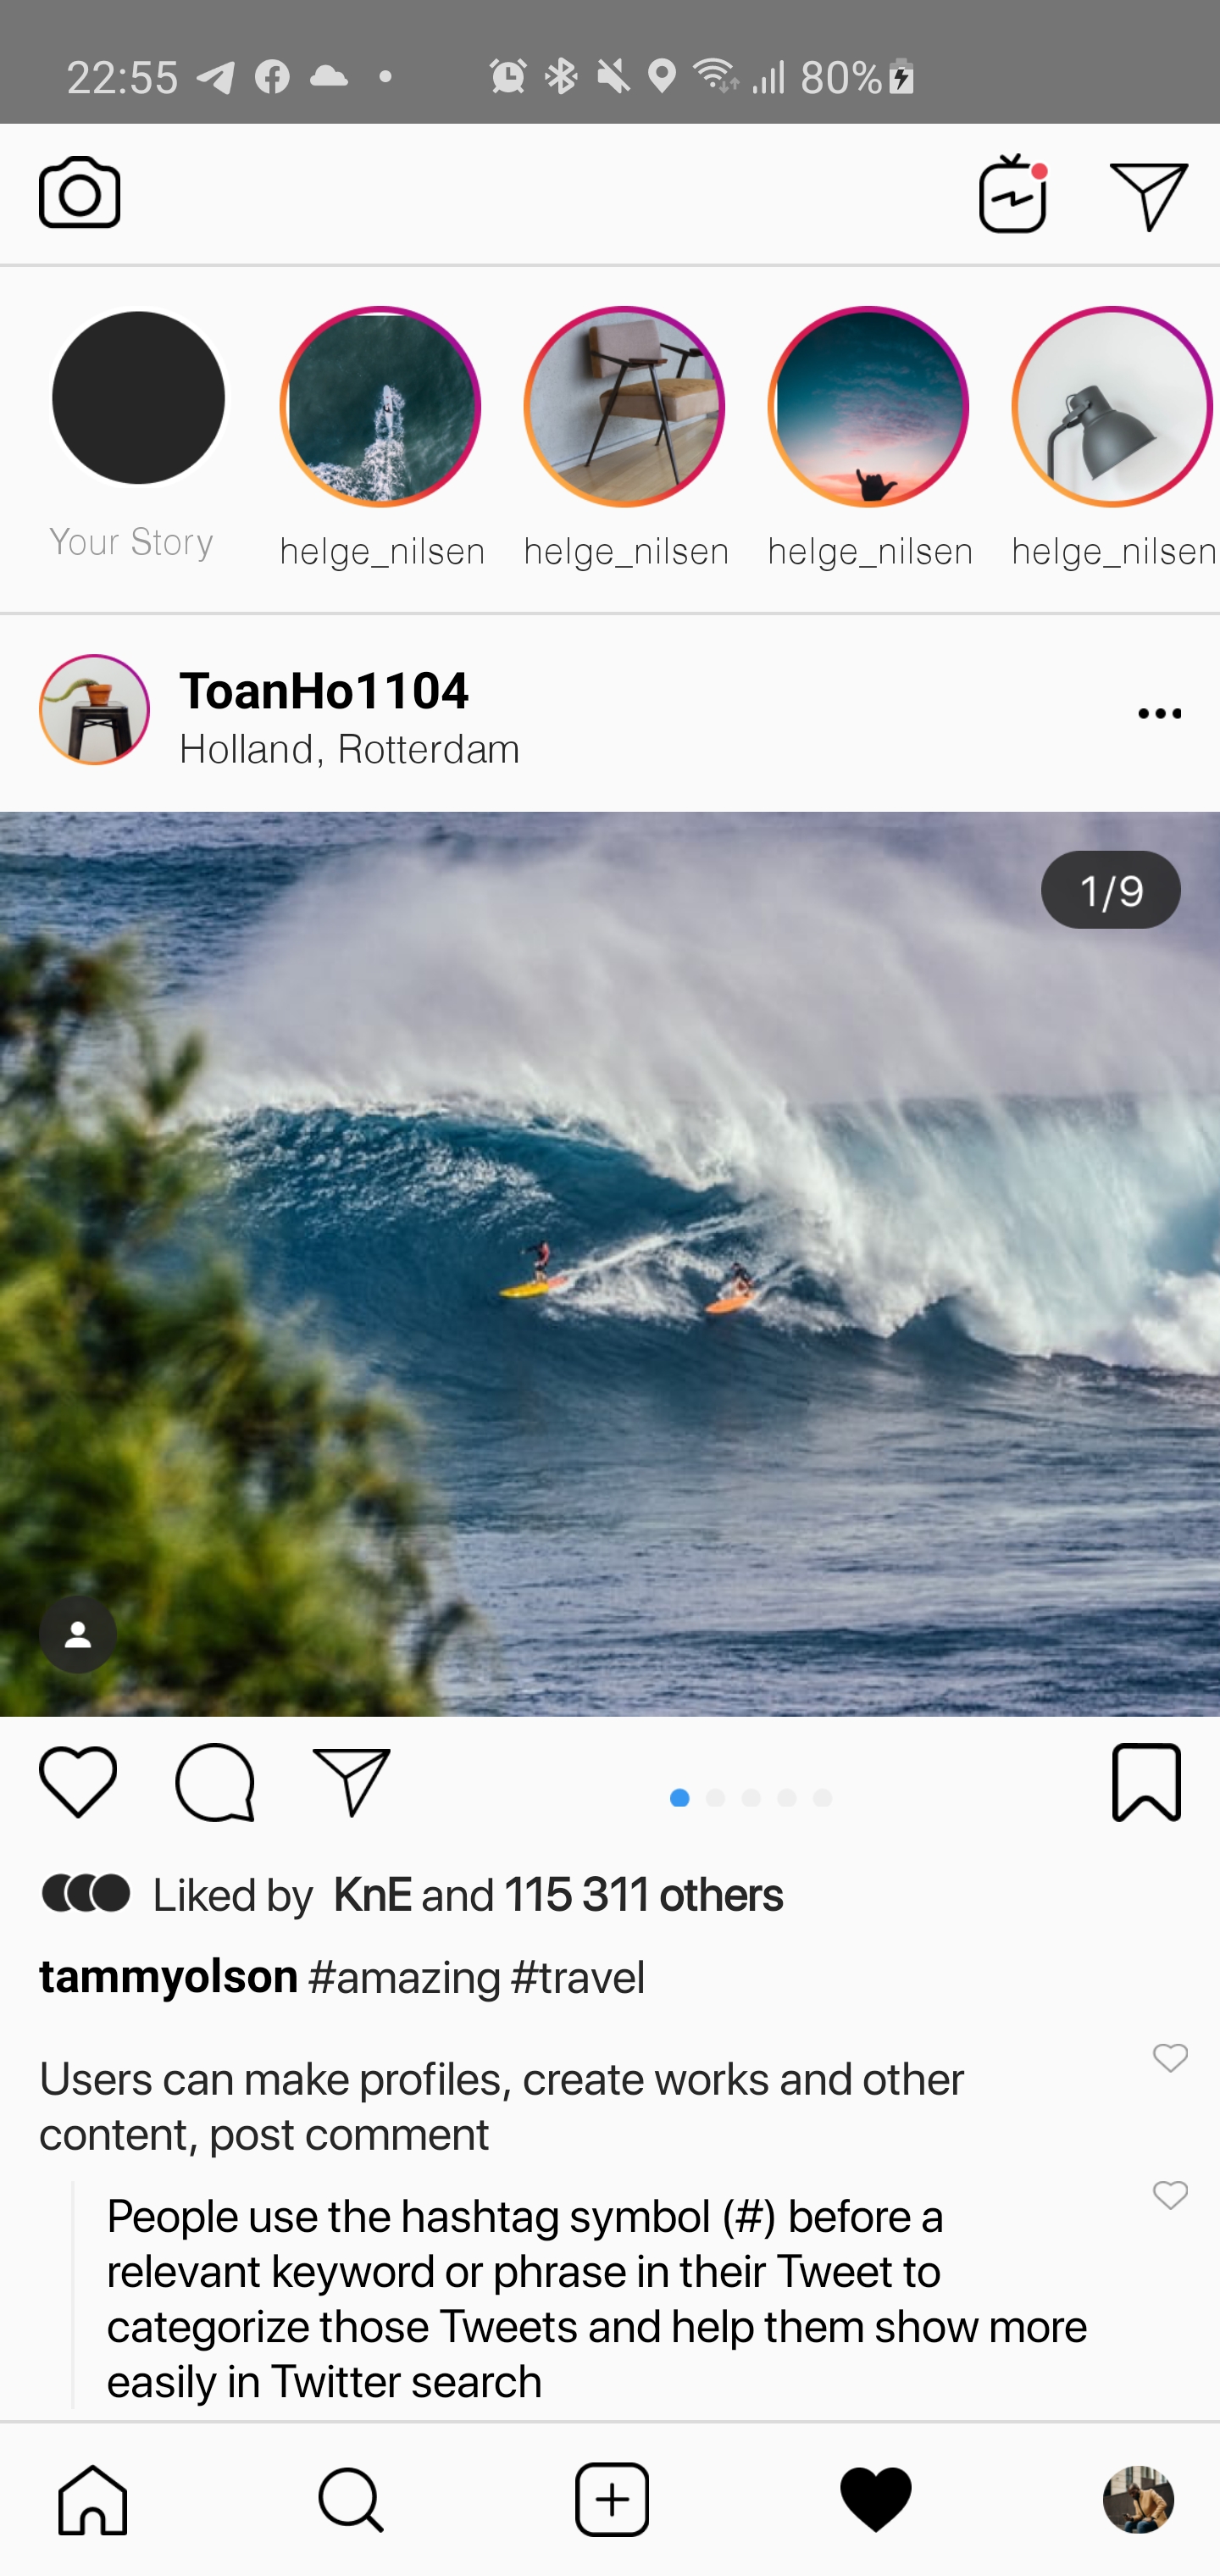 22:55 80%
Your Story helge_nilsen helge_nilsen helge_nilsen helge_nilsen
ToanHo1104
Holland, Rotterdam
1/9
Liked by KnE and 115 311 others
tammyolson #amazing #travel
Users can make profiles, create works and other
content, post comment
People use the hashtag symbol (#) before a
relevant keyword or phrase in their Tweet to
categorize those Tweets and help them show more
easily in Twitter search